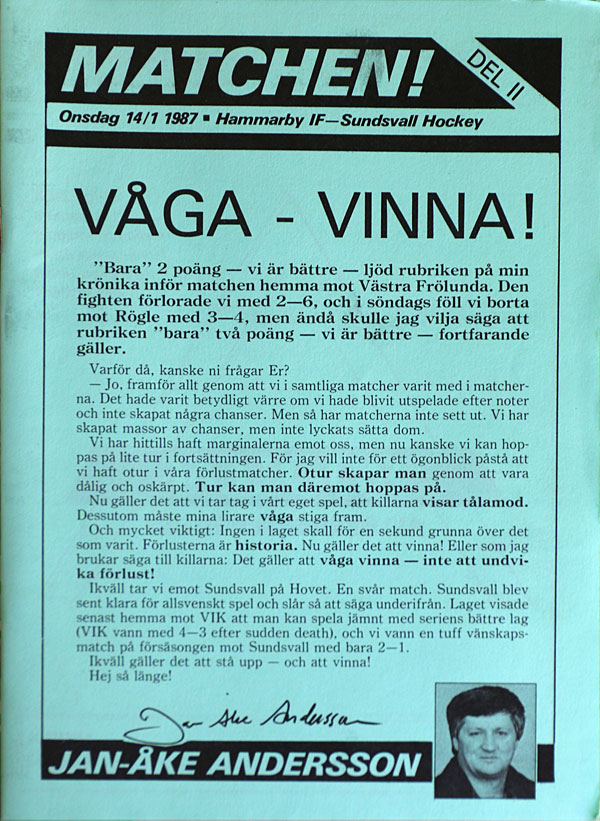 MATCHEN!
DEL II
Onsdag 14/1 1987 ▪ Hammarby IF—Sundsvall Hockey
VÅGA - VINNA!
”Bara” 2 poäng — vi är bättre — ljöd rubriken på min
krönika inför matchen hemma mot Västra Frölunda. Den
fighten förlorade vi med 2—6, och i söndags föll vi borta
mot Rögle med 3—4, men ändå skulle jag vilja säga att
rubriken ”bara” två poäng — vi är bättre — fortfarande
gäller.
Varför då, kanske ni frågar Er?
— Jo, framför allt genom att vi i samtliga matcher varit med i matcher-
na. Det hade varit betydligt värre om vi hade blivit utspelade efter noter
och inte skapat några chanser. Men så har matcherna inte sett ut. Vi har
skapat massor av chanser, men inte lyckats sätta dom.
Vi har hittills haft marginalerna emot oss, men nu kanske vi kan hop-
pas på lite tur i fortsättningen. För jag vill inte för ett ögonblick påstå att
vi haft otur i våra förlustmatcher. Otur skapar man genom att vara
dålig och oskärpt. Tur kan man däremot hoppas på.
Nu gäller det att vi tar tag i vårt eget spel, att killarna visar tålamod.
Dessutom måste mina lirare våga stiga fram.
Och mycket viktigt: Ingen i laget skall för en sekund grunna över det
som varit. Förlusterna är historia. Nu gäller det att vinna! Eller som jag
brukar säga till killarna: Det gäller att våga vinna — inte att undvi-
ka förlust!
Ikväll tar vi emot Sundsvall på Hovet. En svår match. Sundsvall blev
sent klara för allsvenskt spel och slår så att säga underifrån. Laget visade
senast hemma mot VIK att man kan spela jämnt med seriens bättre lag
(VIK vann med 4—3 efter sudden death), och vi vann en tuff vänskaps-
match på försäsongen mot Sundsvall med bara 2—1.
Ikväll gäller det att stå upp — och att vinna!
Hej så länge!
Jan-Åke Andersson
JAN-ÅKE ANDERSSON